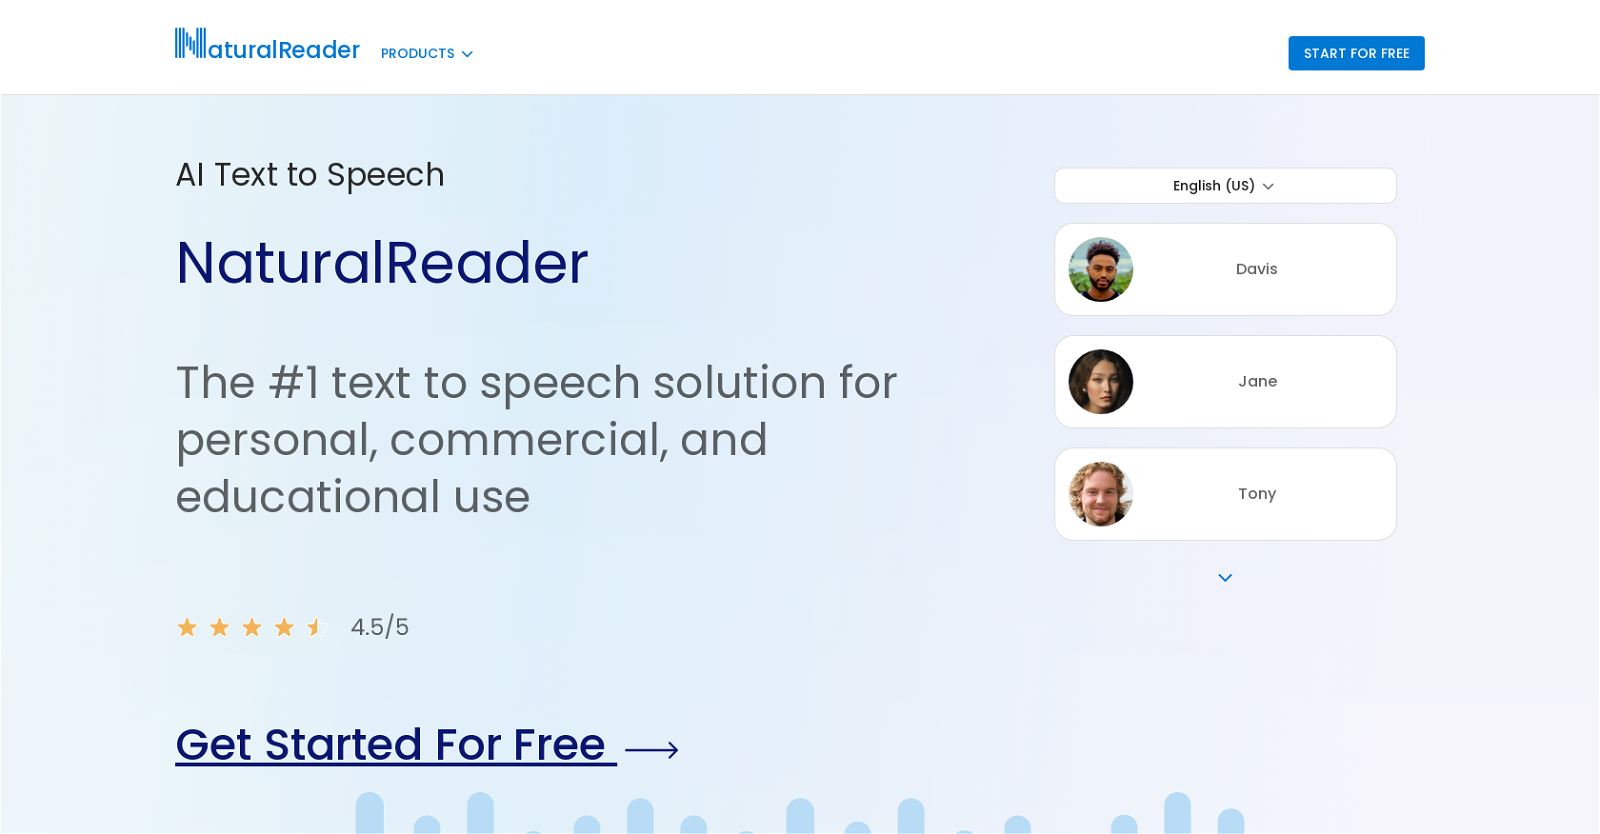 NaturalReader
PRODUCTS
START FOR FREE
AI Text to Speech
NaturalReader
The #1 text to speech solution for
personal, commercial, and
educational use
4.5/5
Get Started For Free
English (US)
Davis
Jane
Tony